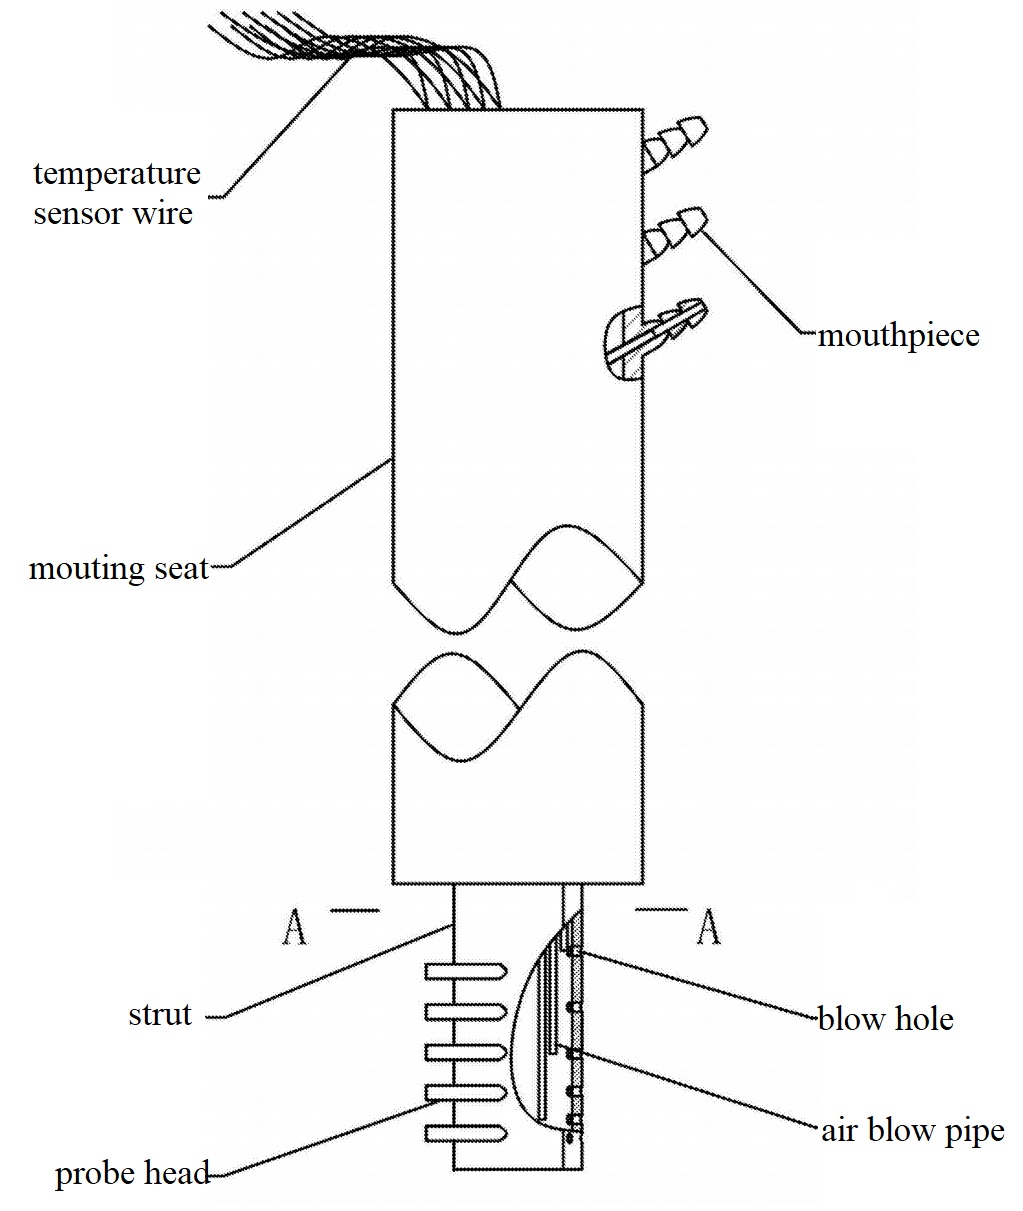 temperature
sensor wire
mouthpiece
mouting seat
A
A
strut
blow hole
air blow pipe
probe head